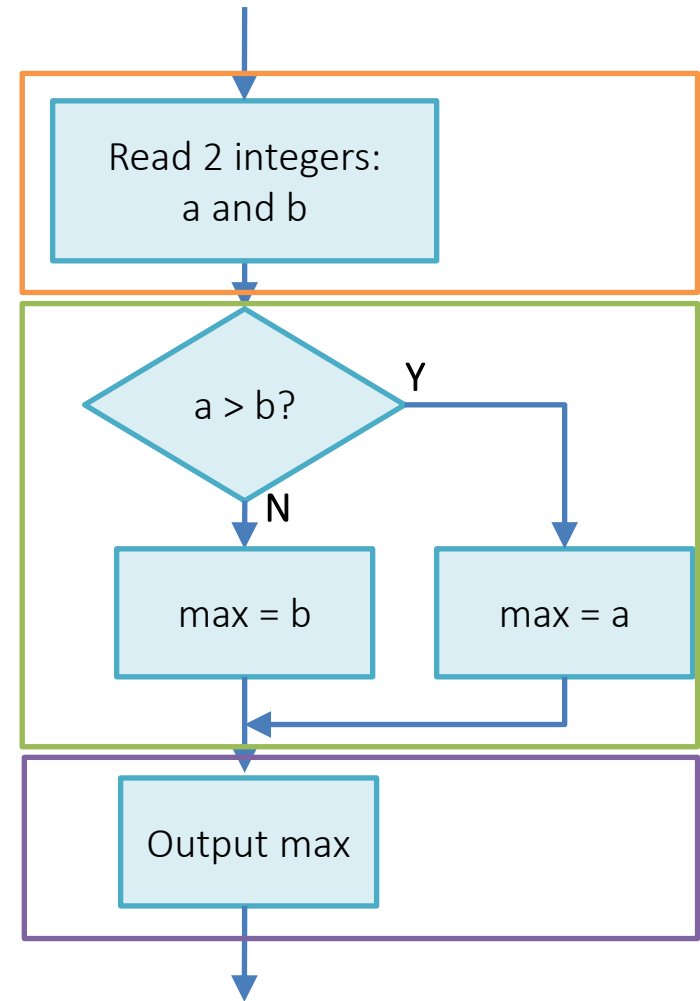 Read 2 integers:
a and b
a > b?
Y
N
max = b
max = a
Output max